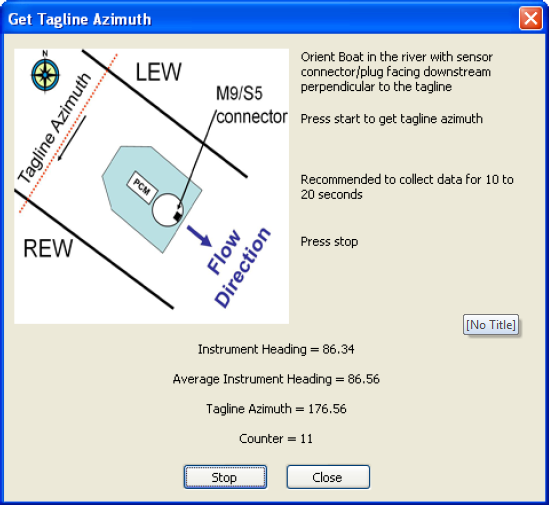 Get Tagline Azimuth
N
LEW
M9/S5
connector
Tagline Azimuth
PCM
REW
Flow
Direction
Orient Boat in the river with sensor
connector/plug facing downstream
perpendicular to the tagline
Press start to get tagline azimuth
Recommended to collect data for 10 to
20 seconds
Press stop
[No Title]
Instrument Heading = 86.34
Average Instrument Heading = 86.56
Tagline Azimuth = 176.56
Counter = 11
Stop
Close